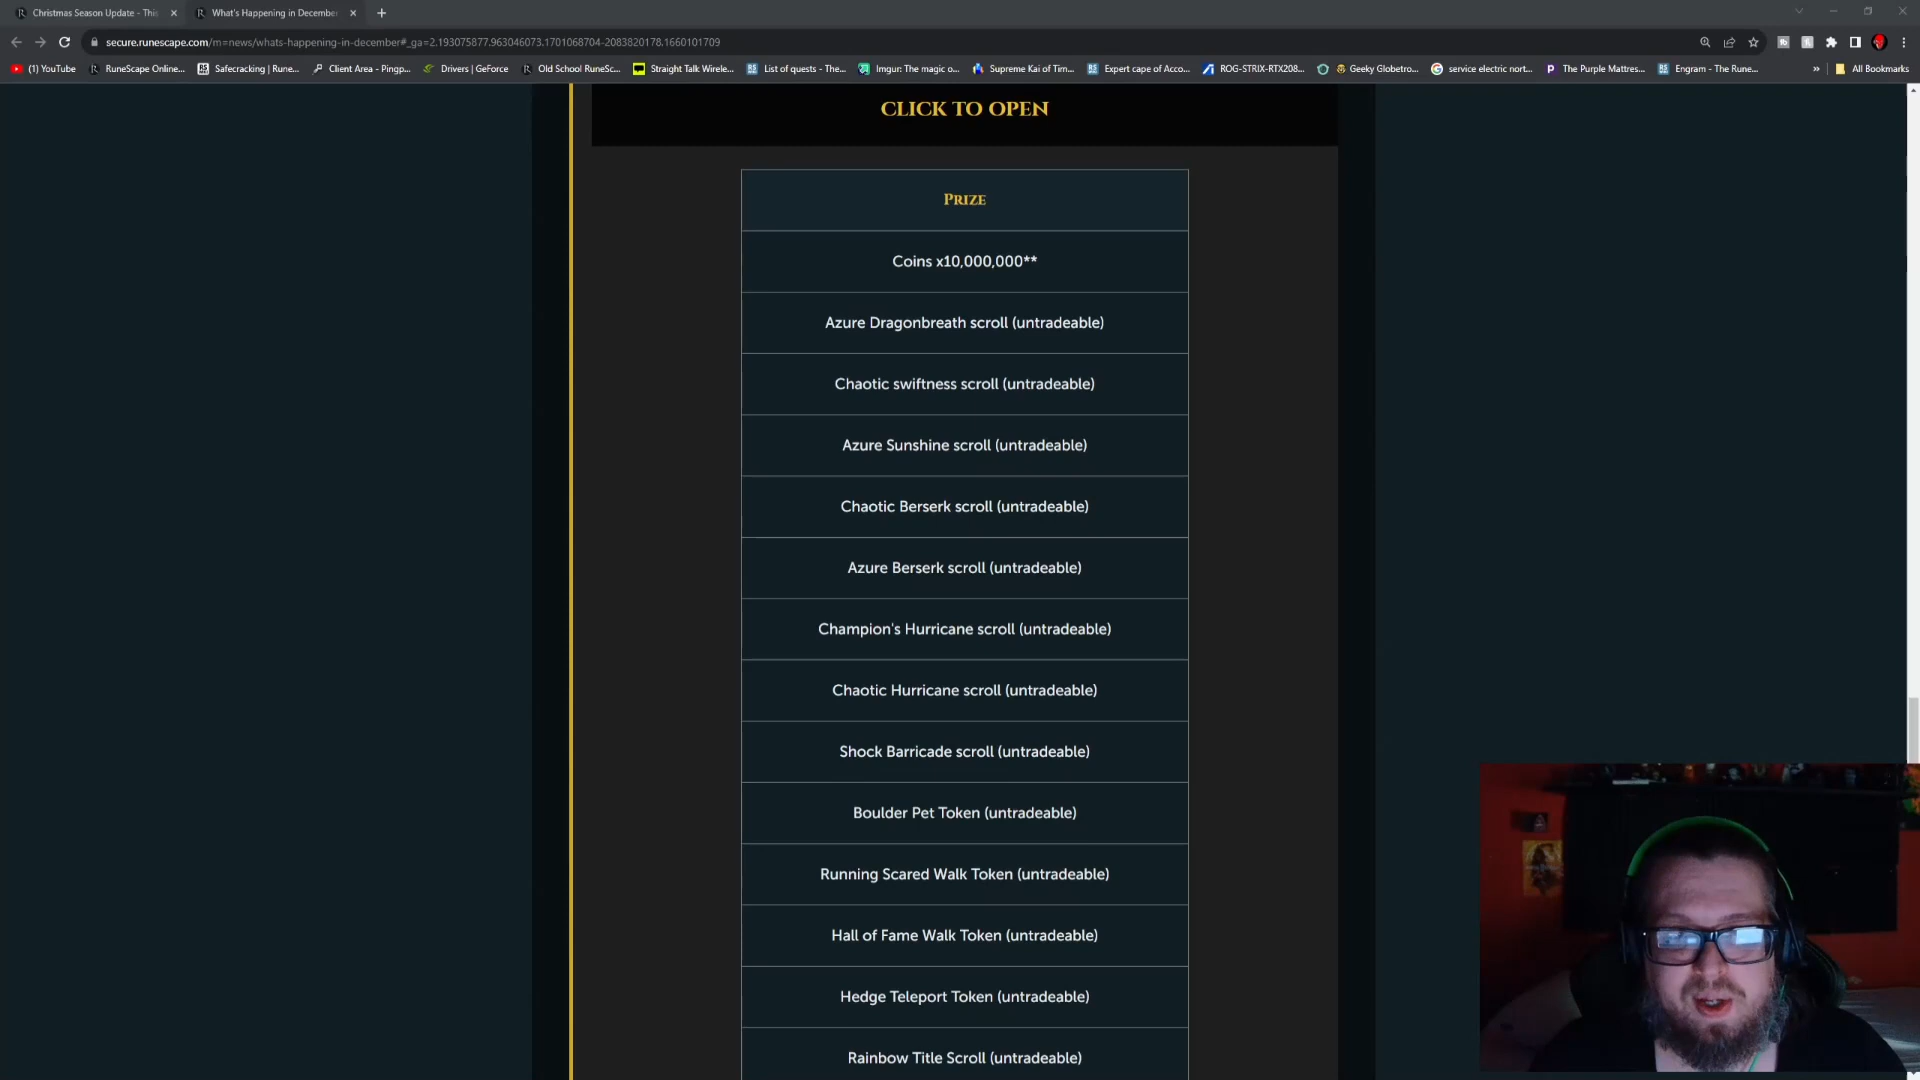 Christmas Season Update - This
What's Happening in December
secure.runescape.com/m=news/whats-happening-in-december#_ga=2.193075877.963046073.1701068704-2083820178.1660101709
(1) YouTube
RuneScape Online...
Safecracking | Rune...
Client Area - Pingp...
Drivers | GeForce
Old School RuneSc...
Straight Talk Wirele...
List of quests - The...
Imgur: The magic o...
Supreme Kai of Tim...
Expert cape of Acco...
ROG-STRIX-RTX208...
Geeky Globetro...
service electric nort...
The Purple Mattres...
Engram - The Rune...
»
All Bookmarks
CLICK TO OPEN
PRIZE
Coins x10,000,000**
Azure Dragonbreath scroll (untradeable)
Chaotic swiftness scroll (untradeable)
Azure Sunshine scroll (untradeable)
Chaotic Berserk scroll (untradeable)
Azure Berserk scroll (untradeable)
Champion's Hurricane scroll (untradeable)
Chaotic Hurricane scroll (untradeable)
Shock Barricade scroll (untradeable)
Boulder Pet Token (untradeable)
Running Scared Walk Token (untradeable)
Hall of Fame Walk Token (untradeable)
Hedge Teleport Token (untradeable)
Rainbow Title Scroll (untradeable)